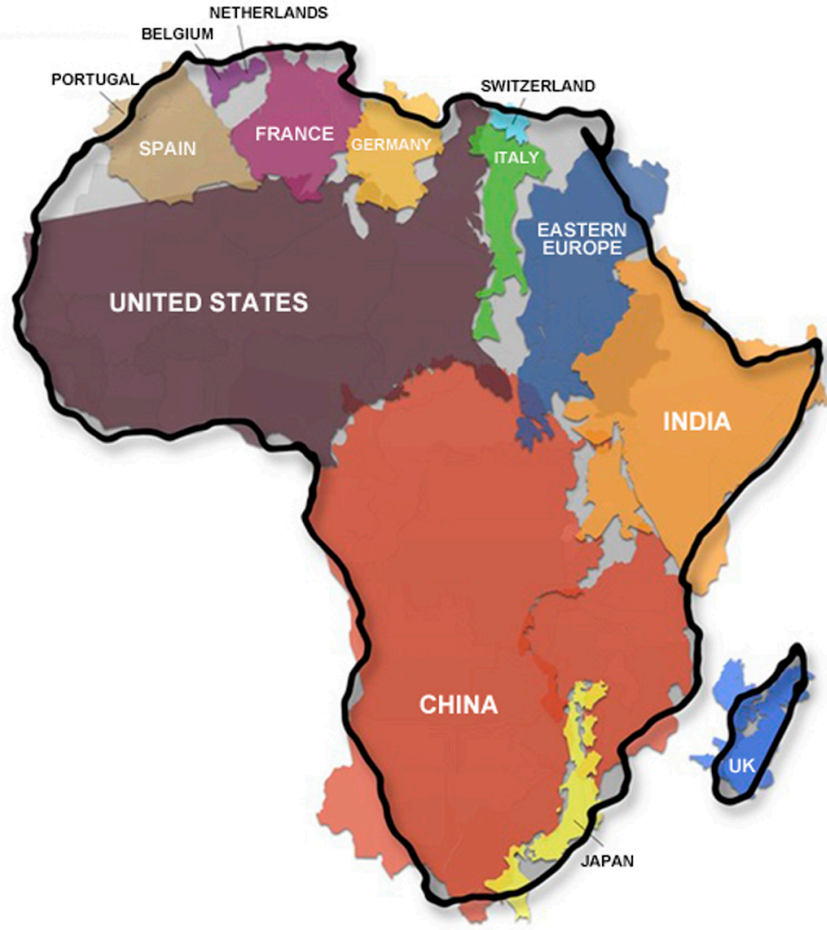 NETHERLANDS
BELGIUM
PORTUGAL
SWITZERLAND
SPAIN
FRANCE
GERMANY
ITALY
EASTERN
EUROPE
UNITED STATES
INDIA
CHINA
UK
JAPAN